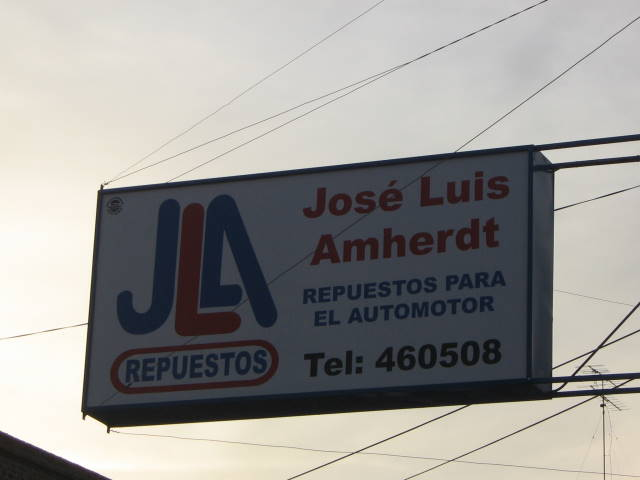 JLA
REPUESTOS
José Luis
Amherdt
REPUESTOS PARA
EL AUTOMOTOR
Tel: 460508